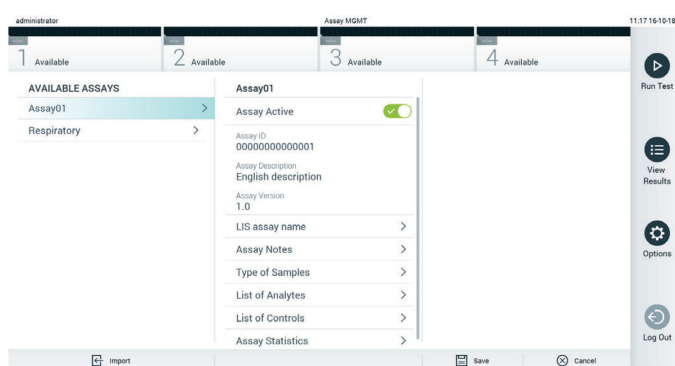 administrator
Assay MGMT
11:17 16-10-18
1 Available
2 Available
3 Available
4 Available
AVAILABLE ASSAYS
Assay01
Respiratory
Assay01
Assay Active
Assay ID
00000000000001
Assay Description
English description
Assay Version
1.0
LIS assay name
Assay Notes
Type of Samples
List of Analytes
List of Controls
Assay Statistics
Run Test
View
Results
Options
Log Out
Import
Save
Cancel